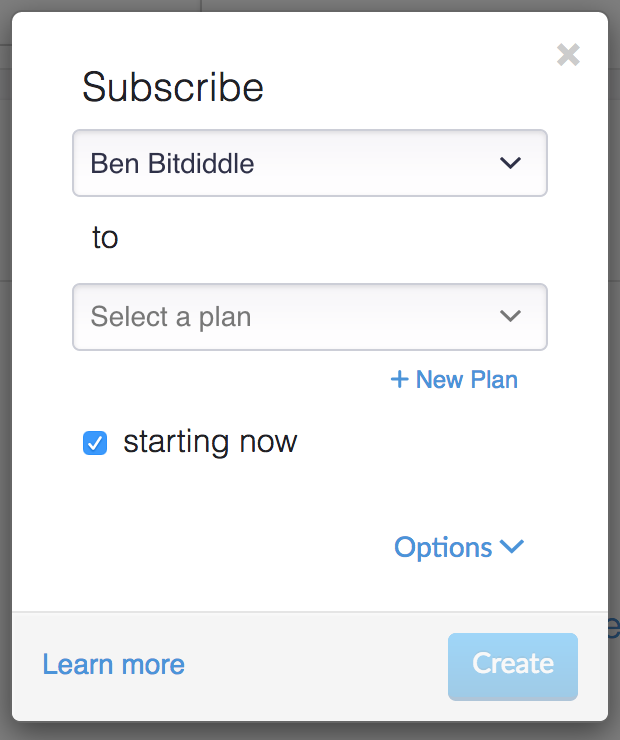 Subscribe
Ben Bitdiddle
to
Select a plan
+ New Plan
starting now
Options
Learn more
Create